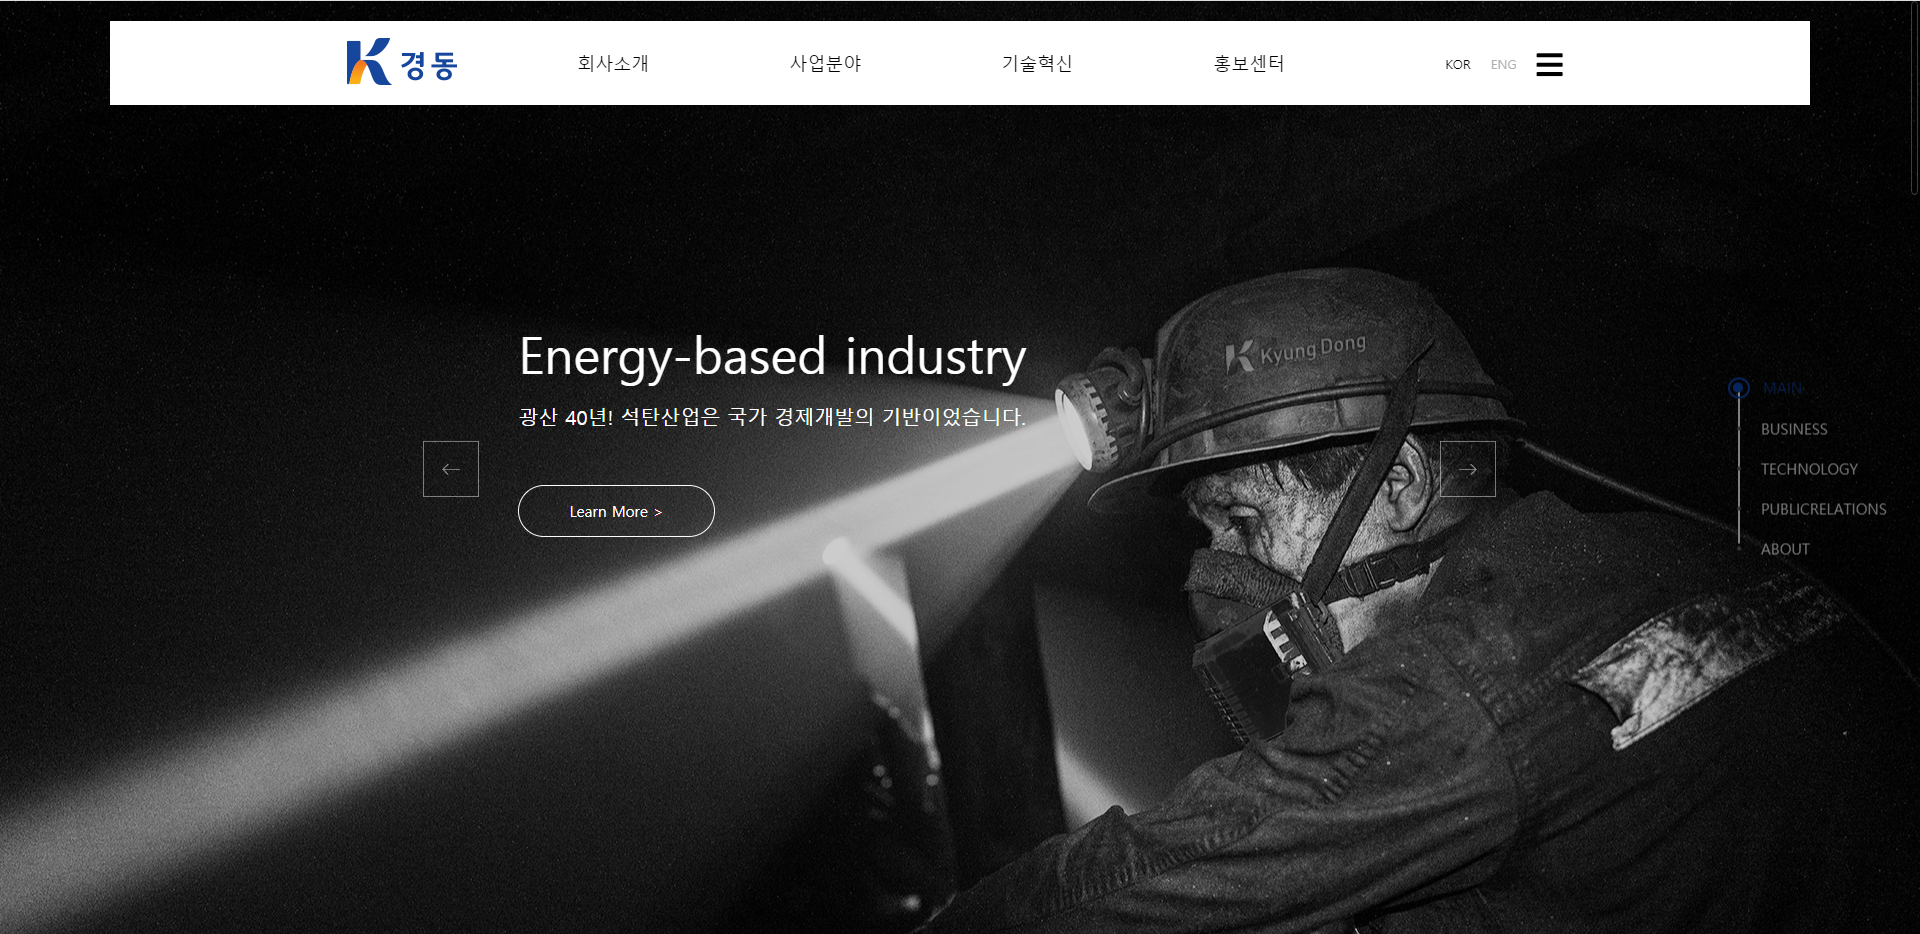 경동
회사소개
사업분야
기술혁신
홍보센터
KOR ENG
Energy-based industry
광산 40년! 석탄산업은 국가 경제개발의 기반이었습니다.
Learn More >
Kyung Dong
MAIN
BUSINESS
TECHNOLOGY
PUBLICRELATIONS
ABOUT